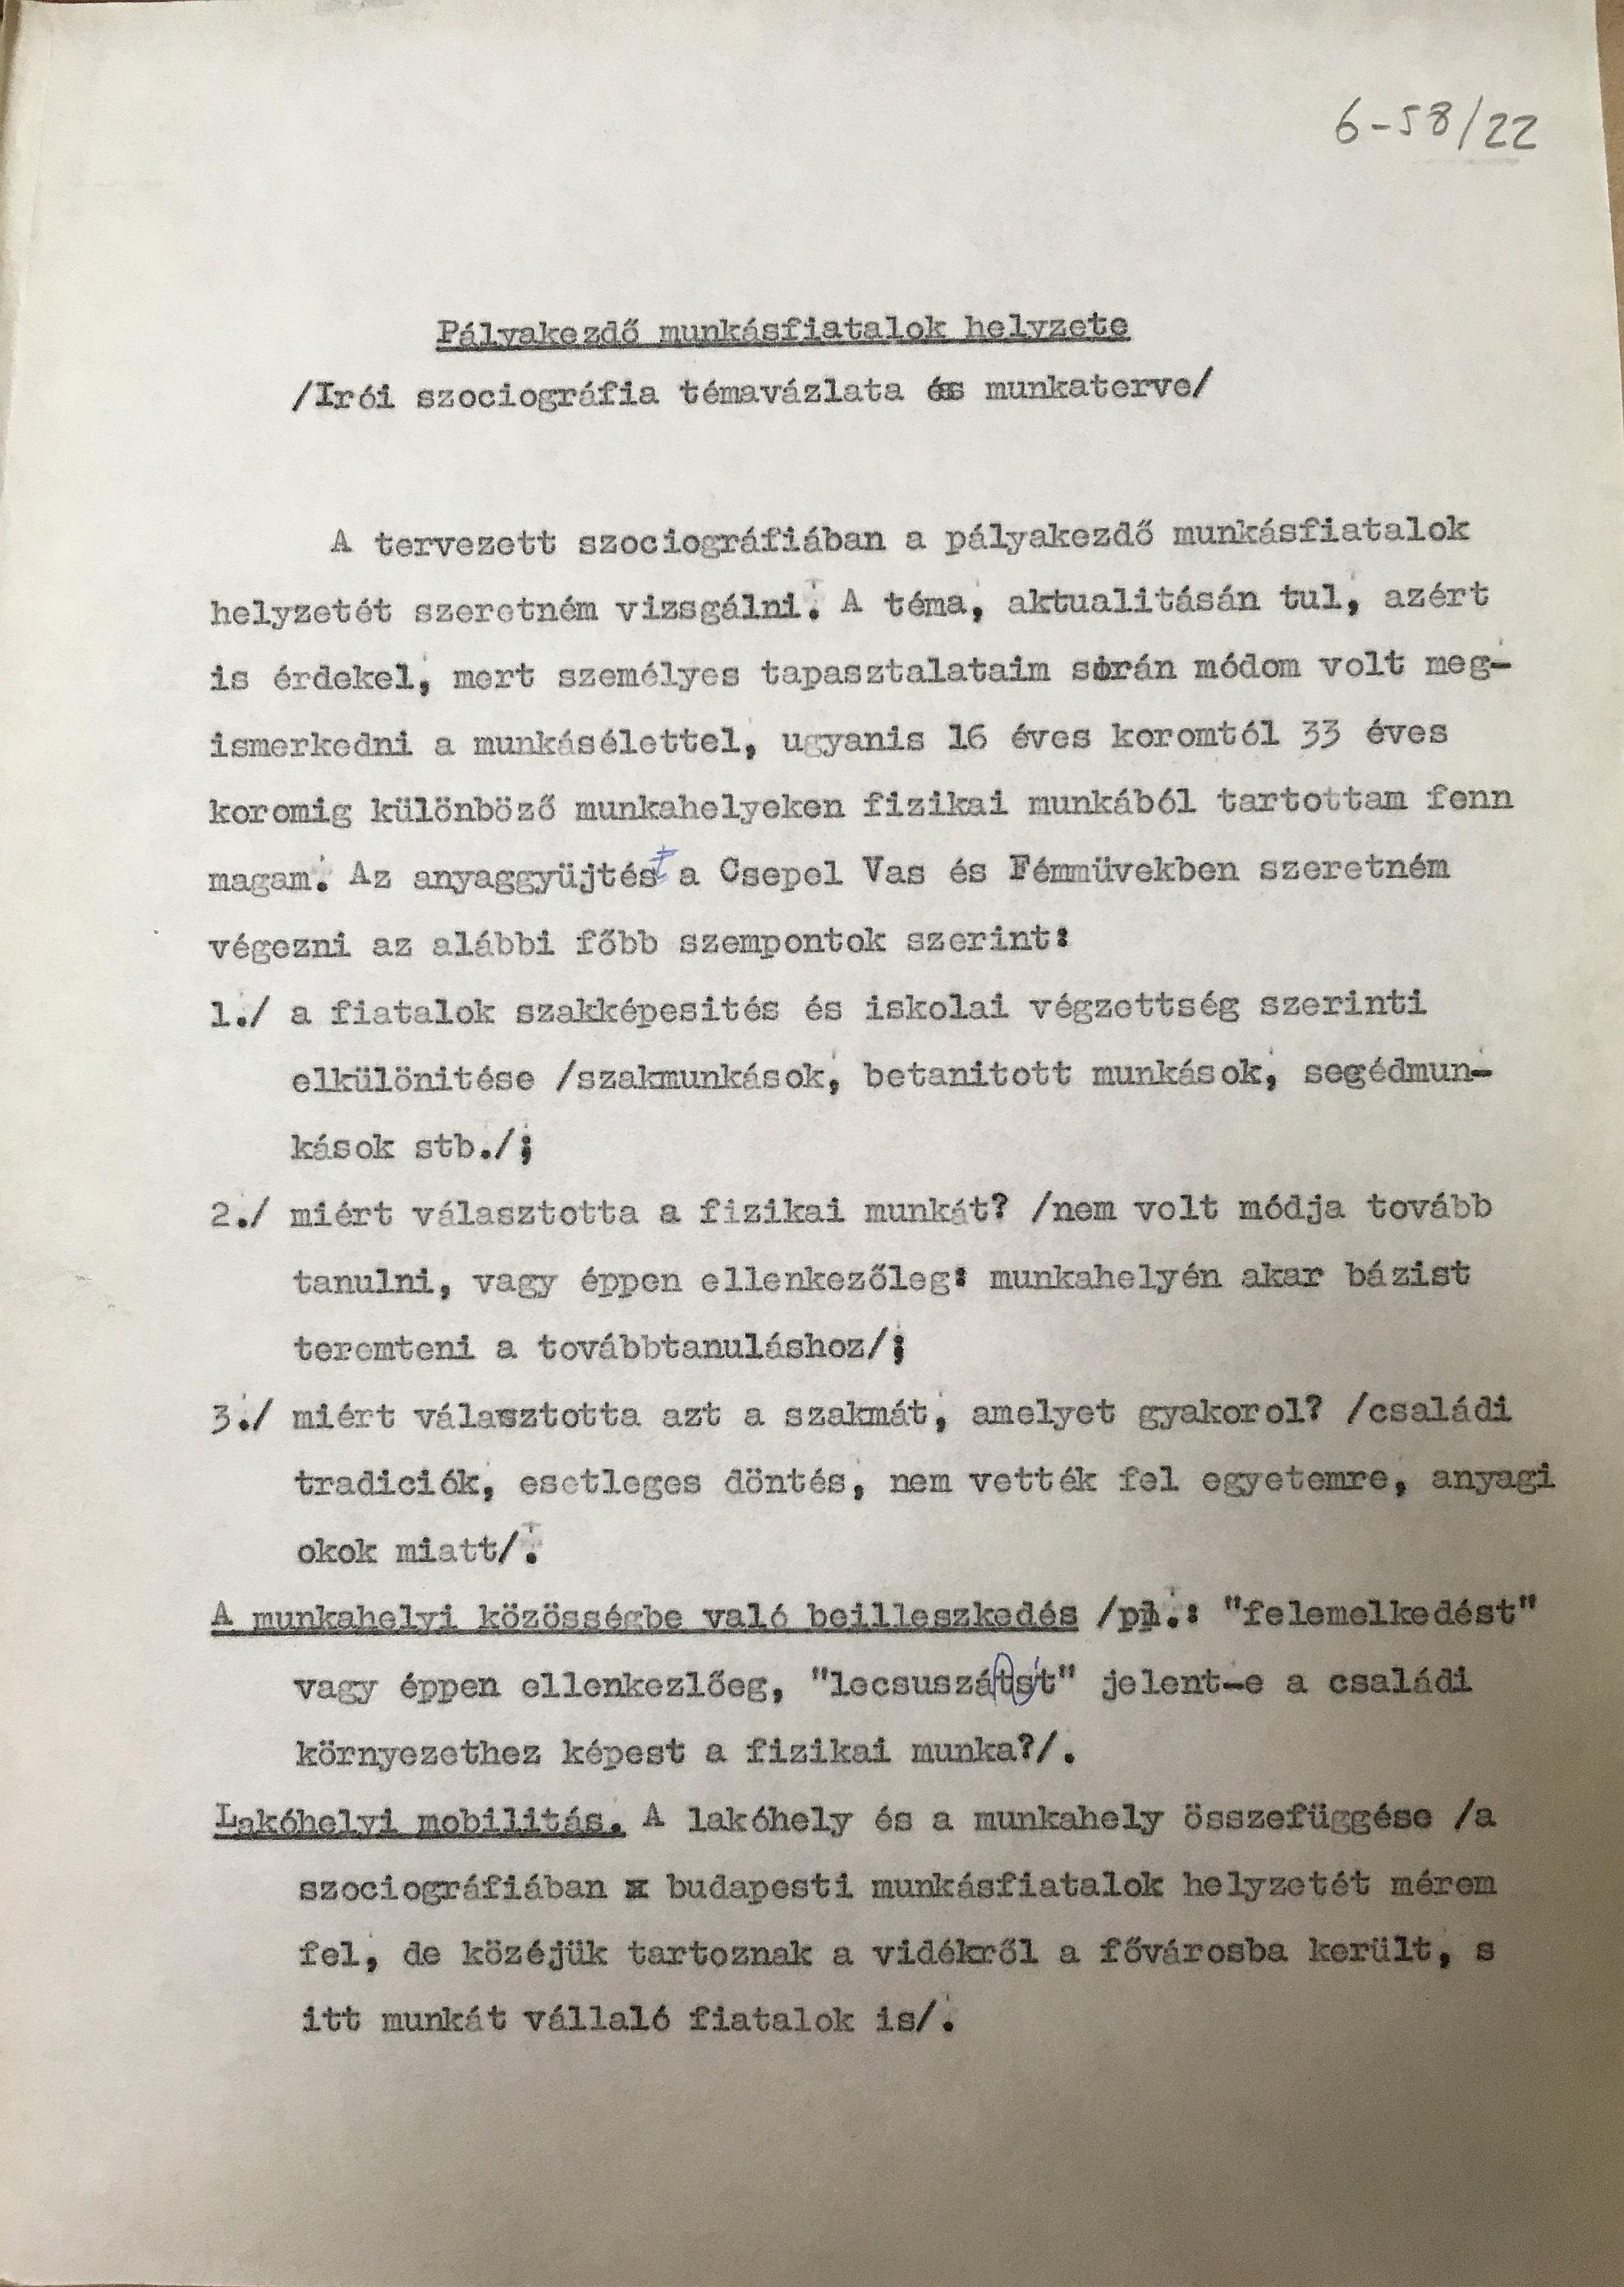 6-58/22
Pályakezdő munkásfiatalok helyzete
/Irói szociográfia témavázlata és munkaterve/
A tervezett szociográfiában a pályakezdő munkásfiatalok
helyzetét szeretném vizsgálni. A téma, aktualitásán tul, azért
is érdekel, mert személyes tapasztalataim során módom volt meg-
ismerkedni a munkásélettel, ugyanis 16 éves koromtól 33 éves
koromig különböző munkahelyeken fizikai munkából tartottam fenn
magam. Az anyaggyüjtést a Csepel Vas és Fémmüvekben szeretném
végezni az alábbi főbb szempontok szerint:
1./ a fiatalok szakképesités és iskolai végzettség szerinti
elkülönitése /szakmunkások, betanitott munkások, segédmun-
kások stb./;
2./ miért választotta a fizikai munkát? /nem volt módja tovább
tanulni, vagy éppen ellenkezőleg: munkahelyén akar bázist
teremteni a továbbtanuláshoz/;
3./ miért választotta azt a szakmát, amelyet gyakorol? /családi
tradiciók, esetleges döntés, nem vették fel egyetemre, anyagi
okok miatt/.
A munkahelyi közösségbe való beilleszkedés /pl.: "felemelkedést"
vagy éppen ellenkezlőeg, "lecsuszátst" jelent-e a családi
környezethez képest a fizikai munka?/.
Lakóhelyi mobilitás. A lakóhely és a munkahely összefüggése /a
szociográfiában a budapesti munkásfiatalok helyzetét mérem
fel, de közéjük tartoznak a vidékről a fővárosba került, s
itt munkát vállaló fiatalok is/.